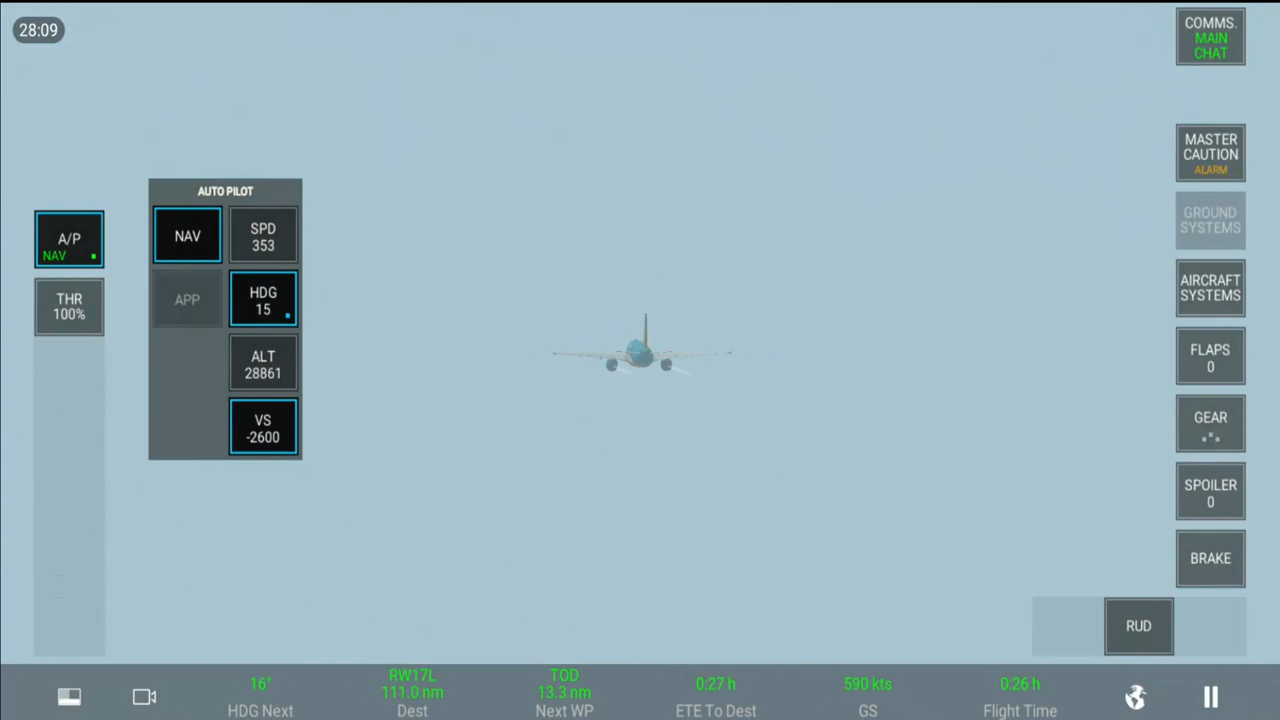 28:09
COMMS.
MAIN
CHAT
MASTER
CAUTION
ALARM
GROUND
SYSTEMS
AIRCRAFT
SYSTEMS
FLAPS
0
GEAR
SPOILER
0
BRAKE
RUD
A/P
NAV
THR
100%
AUTO PILOT
NAV
SPD
353
APP
HDG
15
ALT
28861
VS
-2600
16°
HDG Next
RW17L
111.0 nm
Dest
TOD
13.3 nm
Next WP
0:27 h
ETE To Dest
590 kts
GS
0:26 h
Flight Time